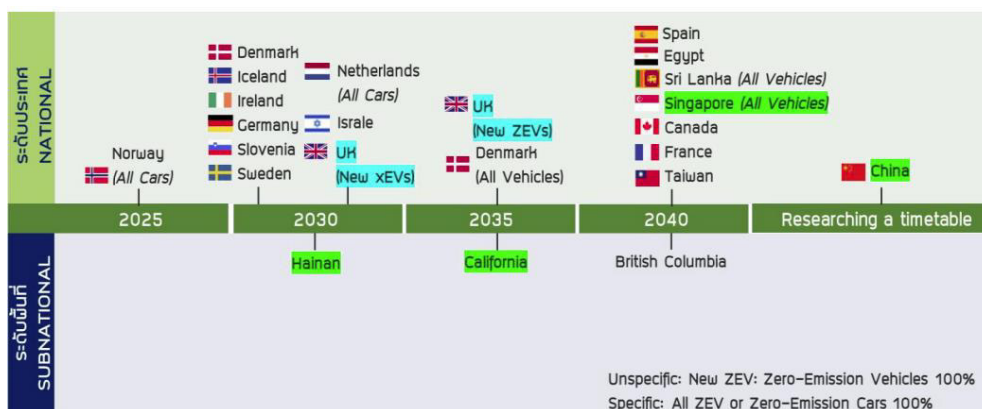 ระดับประเทศ
NATIONAL
Norway
(All Cars)
Denmark
Iceland
Ireland
Germany
Slovenia
Sweden
Netherlands
(All Cars)
Israle
UK
(New xEVs)
UK
(New ZEVs)
Denmark
(All Vehicles)
Spain
Egypt
Sri Lanka (All Vehicles)
Singapore (All Vehicles)
Canada
France
Taiwan
China
2025
2030
2035
2040
Researching a timetable
ระดับพื้นที่
SUBNATIONAL
Hainan
California
British Columbia
Unspecific: New ZEV: Zero-Emission Vehicles 100%
Specific: All ZEV or Zero-Emission Cars 100%